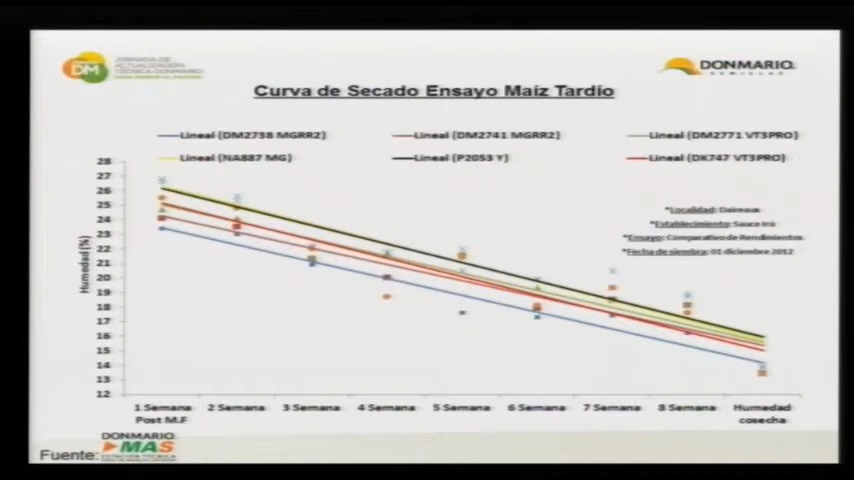 DM
JORNADA DE
ACTUALIZACIÓN
TÉCNICA DONMARIO
DONMARIO
SEMILLAS
Curva de Secado Ensayo Maíz Tardío
Lineal (DM2738 MGRR2)
Lineal (DM2741 MGRR2)
Lineal (DM2771 VT3PRO)
Lineal (NA887 MG)
Lineal (P2053 Y)
Lineal (DK747 VT3PRO)
28
27
26
25
24
23
22
21
20
19
18
17
16
15
14
13
12
Humedad (%)
*Localidad: Daireaux
*Establecimiento: Sauce Irú
*Ensayo: Comparativo de Rendimientos
*Fecha de siembra: 01 diciembre 2012
1 Semana
Post M.F
2 Semana
3 Semana
4 Semana
5 Semana
6 Semana
7 Semana
8 Semana
Humedad
cosecha
Fuente:
DONMARIO
MAS
ESTACIÓN TÉCNICA